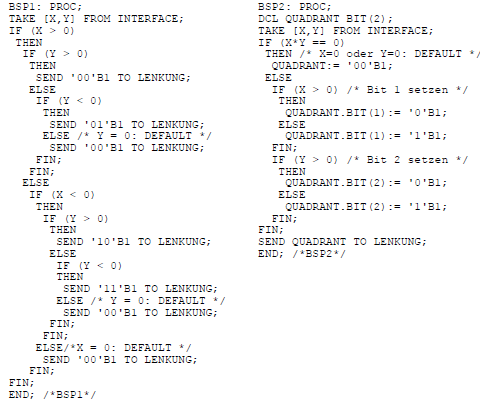 BSP1: PROC;
TAKE [X,Y] FROM INTERFACE;
IF (X > 0)
THEN
IF (Y > 0)
THEN
SEND '00'B1 TO LENKUNG;
ELSE
IF (Y < 0)
THEN
SEND '01'B1 TO LENKUNG;
ELSE /* Y = 0: DEFAULT */
SEND '00'B1 TO LENKUNG;
FIN;
FIN;
ELSE
IF (X < 0)
THEN
IF (Y > 0)
THEN
SEND '10'B1 TO LENKUNG;
ELSE
IF (Y < 0)
THEN
SEND '11'B1 TO LENKUNG;
ELSE /* Y = 0: DEFAULT */
SEND '00'B1 TO LENKUNG;
FIN;
FIN;
ELSE/*X = 0: DEFAULT */
SEND '00'B1 TO LENKUNG;
FIN;
FIN;
END; /*BSP1*/
BSP2: PROC;
DCL QUADRANT BIT(2);
TAKE [X,Y] FROM INTERFACE;
IF (X*Y == 0)
THEN /* X=0 oder Y=0: DEFAULT */
QUADRANT:= '00'B1;
ELSE
IF (X > 0) /* Bit 1 setzen */
THEN
QUADRANT.BIT(1):= '0'B1;
ELSE
QUADRANT.BIT(1):= '1'B1;
FIN;
IF (Y > 0) /* Bit 2 setzen */
THEN
QUADRANT.BIT(2):= '0'B1;
ELSE
QUADRANT.BIT(2):= '1'B1;
FIN;
FIN;
SEND QUADRANT TO LENKUNG;
END; /*BSP2*/